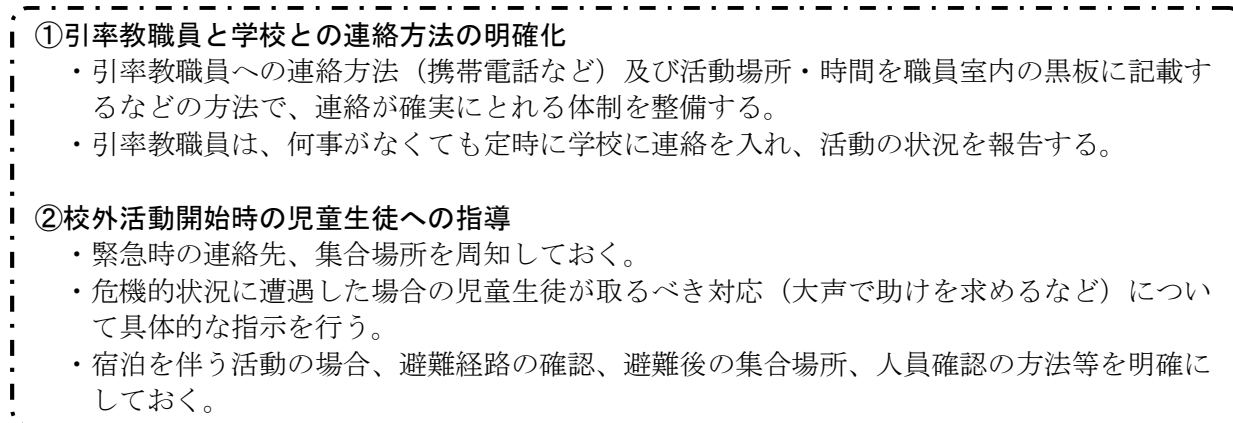 ①引率教職員と学校との連絡方法の明確化
・引率教職員への連絡方法(携帯電話など)及び活動場所・時間を職員室内の黒板に記載す
るなどの方法で、連絡が確実にとれる体制を整備する。
・引率教職員は、何事がなくても定時に学校に連絡を入れ、活動の状況を報告する。
②校外活動開始時の児童生徒への指導
・緊急時の連絡先、集合場所を周知しておく。
・危機的状況に遭遇した場合の児童生徒が取るべき対応(大声で助けを求めるなど)につい
て具体的な指示を行う。
・宿泊を伴う活動の場合、避難経路の確認、避難後の集合場所、人員確認の方法等を明確に
しておく。